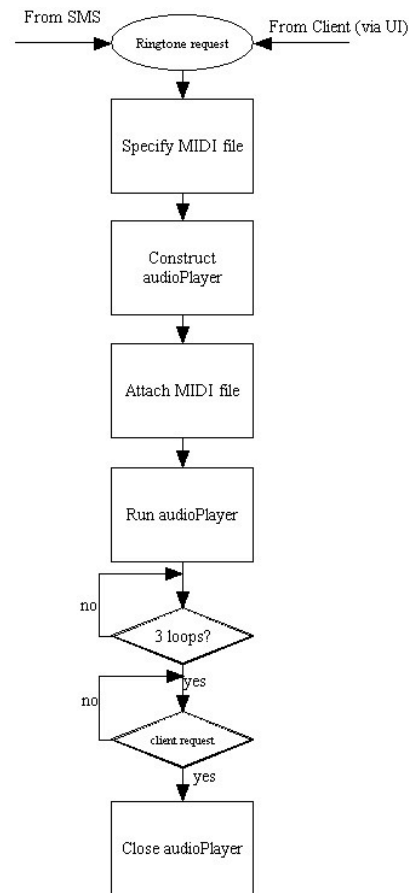 From SMS
From Client (via UI)
Ringtone request
Specify MIDI file
Construct
audioPlayer
Attach MIDI file
Run audioPlayer
no
3 loops?
yes
no
client request
yes
Close audioPlayer